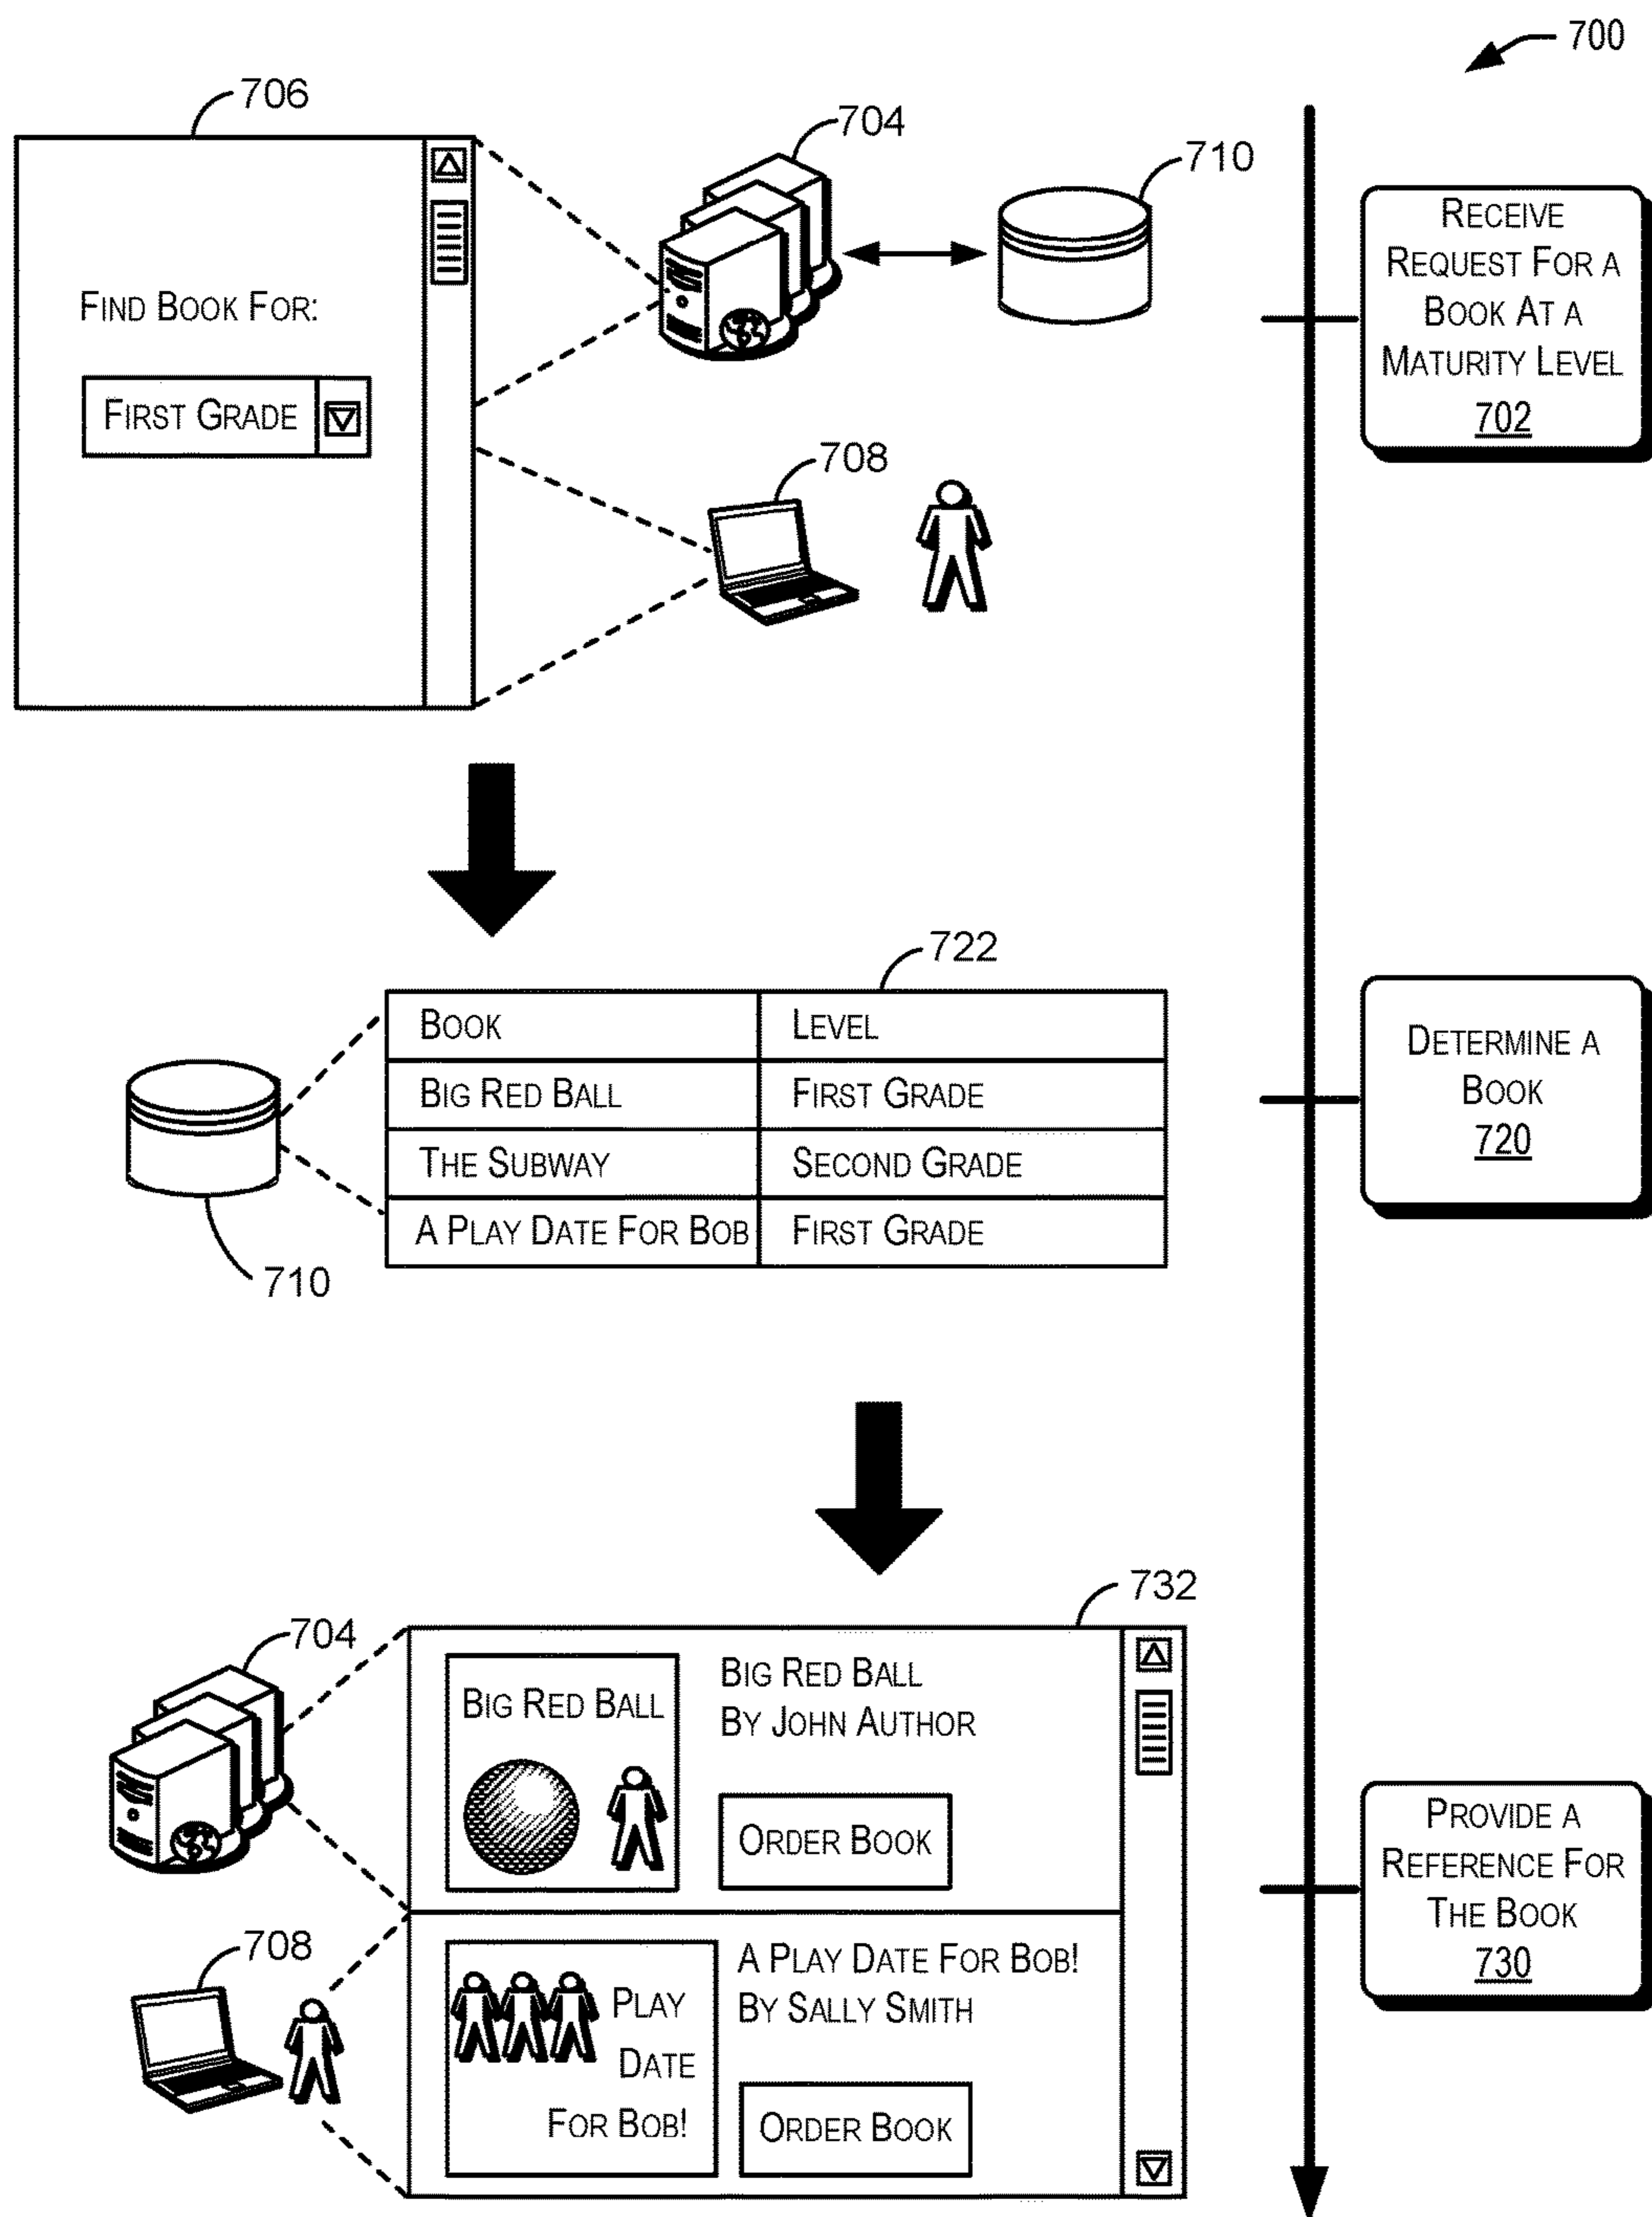 700
706
704
710
FIND BOOK FOR:
FIRST GRADE
708
RECEIVE
REQUEST FOR A
BOOK AT A
MATURITY LEVEL
702
722
BOOK LEVEL
BIG RED BALL FIRST GRADE
THE SUBWAY SECOND GRADE
A PLAY DATE FOR BOB FIRST GRADE
710
DETERMINE A
BOOK
720
732
704
BIG RED BALL
BIG RED BALL
BY JOHN AUTHOR
ORDER BOOK
708
PLAY
DATE
FOR BOB!
A PLAY DATE FOR BOB!
BY SALLY SMITH
ORDER BOOK
PROVIDE A
REFERENCE FOR
THE BOOK
730